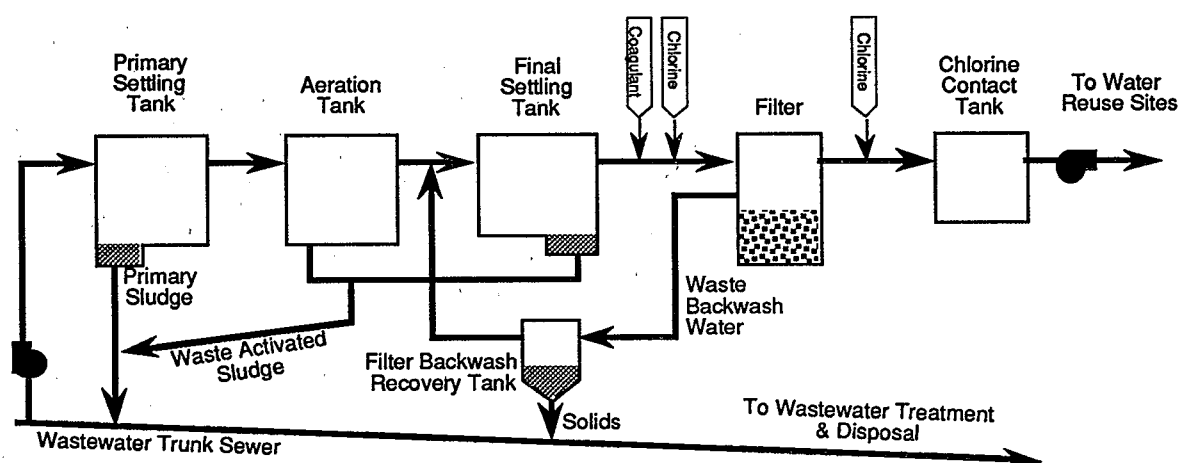 Primary
Settling
Tank
Aeration
Tank
Final
Settling
Tank
Coagulant
Chlorine
Filter
Chlorine
Chlorine
Contact
Tank
To Water
Reuse Sites
Primary
Sludge
Waste Activated
Sludge
Filter Backwash
Recovery Tank
Waste
Backwash
Water
Solids
Wastewater Trunk Sewer
To Wastewater Treatment
& Disposal